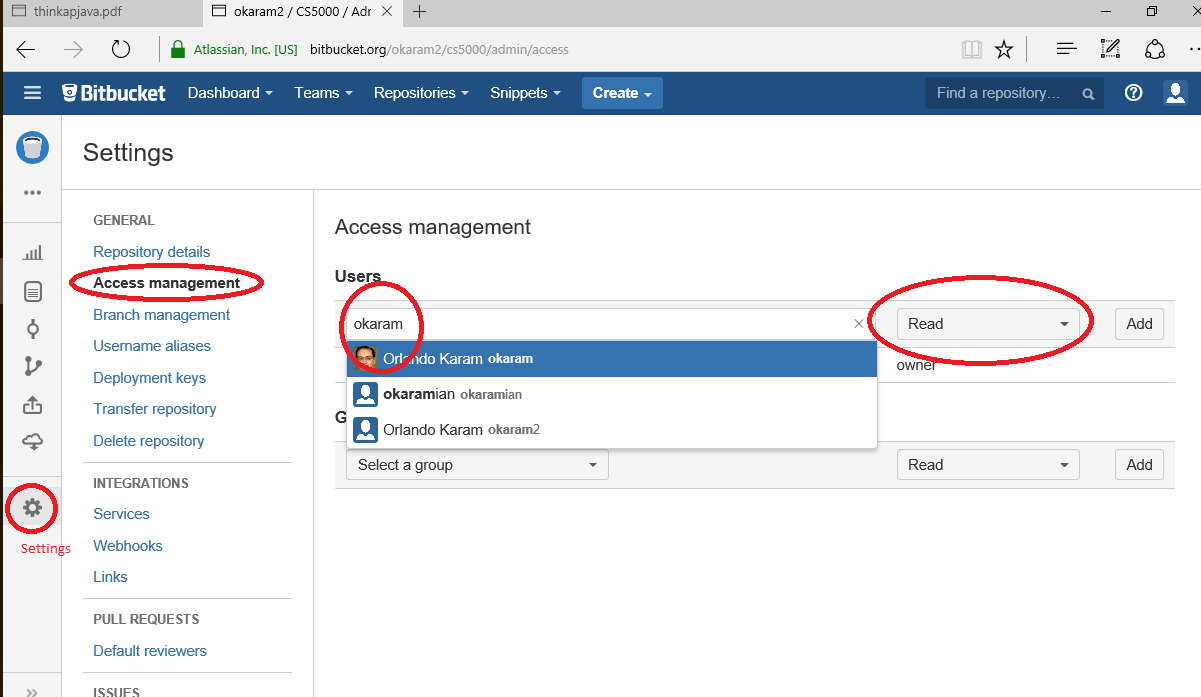 thinkapjava.pdf
okaram2 / CS5000 / Adr
Atlassian, Inc. [US] bitbucket.org/okaram2/cs5000/admin/access
Bitbucket Dashboard Teams Repositories Snippets Create Find a repository...
Settings
GENERAL
Repository details
Access management
Branch management
Username aliases
Deployment keys
Transfer repository
Delete repository
INTEGRATIONS
Services
Webhooks
Links
PULL REQUESTS
Default reviewers
ISSUES
Settings
Access management
Users
okaram Read Add
Orlando Karam okaram
owner
okaramian okaramian
Orlando Karam okaram2
G
Select a group Read Add